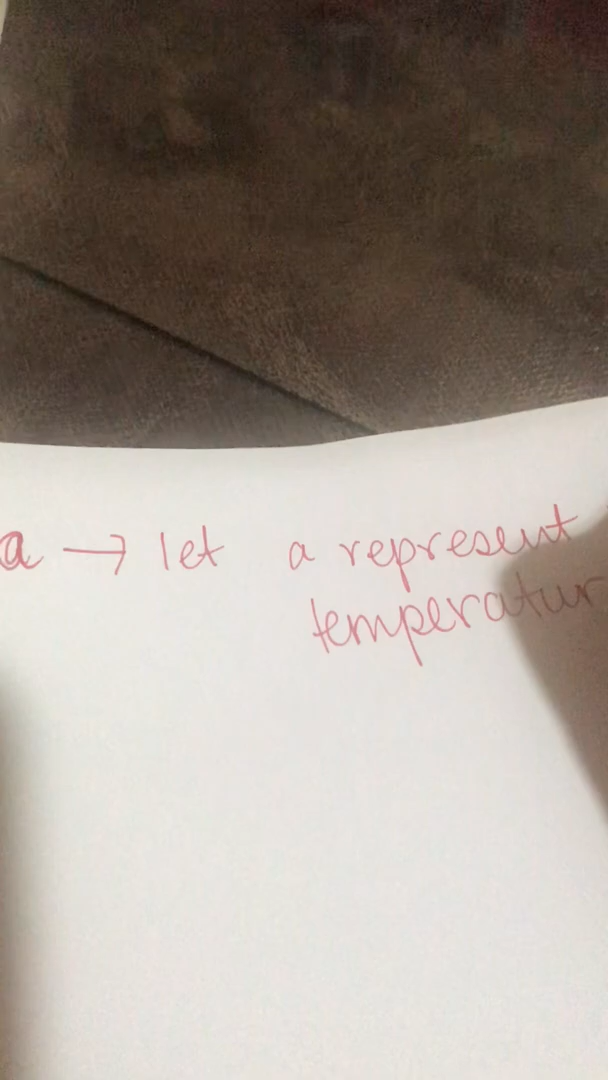 a → let a represent
temperatur